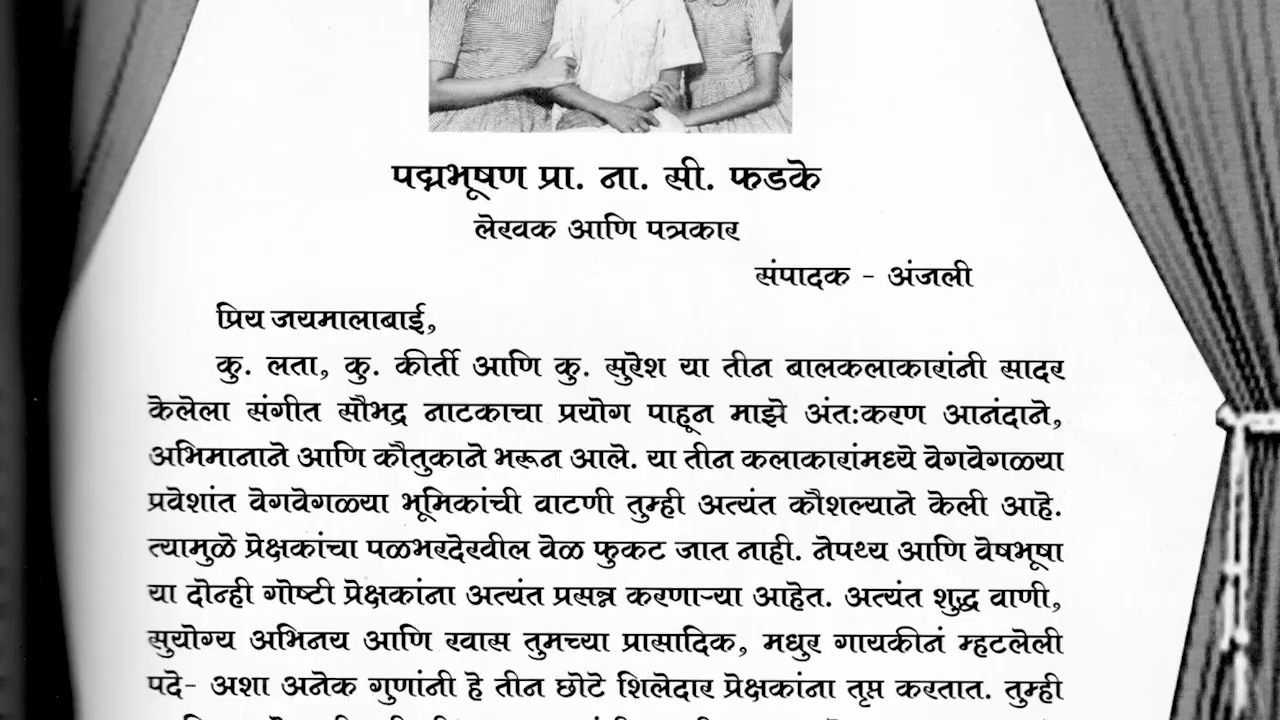 पद्मभूषण प्रा. ना. सी. फडके
लेखक आणि पत्रकार
संपादक - अंजली
प्रिय जयमालाबाई,
कु. लता, कु. कीर्ती आणि कु. सुरेश या तीन बालकलाकारांनी सादर
केलेला संगीत सौभद्र नाटकाचा प्रयोग पाहून माझे अंतःकरण आनंदाने,
अभिमानाने आणि कौतुकाने भरून आले. या तीन कलाकारांमध्ये वेगवेगळ्या
प्रवेशांत वेगवेगळ्या भूमिकांची वाटणी तुम्ही अत्यंत कौशल्याने केली आहे.
त्यामुळे प्रेक्षकांचा पळभरदेखील वेळ फुकट जात नाही. नेपथ्य आणि वेषभूषा
या दोन्ही गोष्टी प्रेक्षकांना अत्यंत प्रसन्न करणाऱ्या आहेत. अत्यंत शुद्ध वाणी,
सुयोग्य अभिनय आणि खास तुमच्या प्रासादिक, मधुर गायकीनं म्हटलेली
पदे- अशा अनेक गुणांनी हे तीन छोटे शिलेदार प्रेक्षकांना तृप्त करतात. तुम्ही